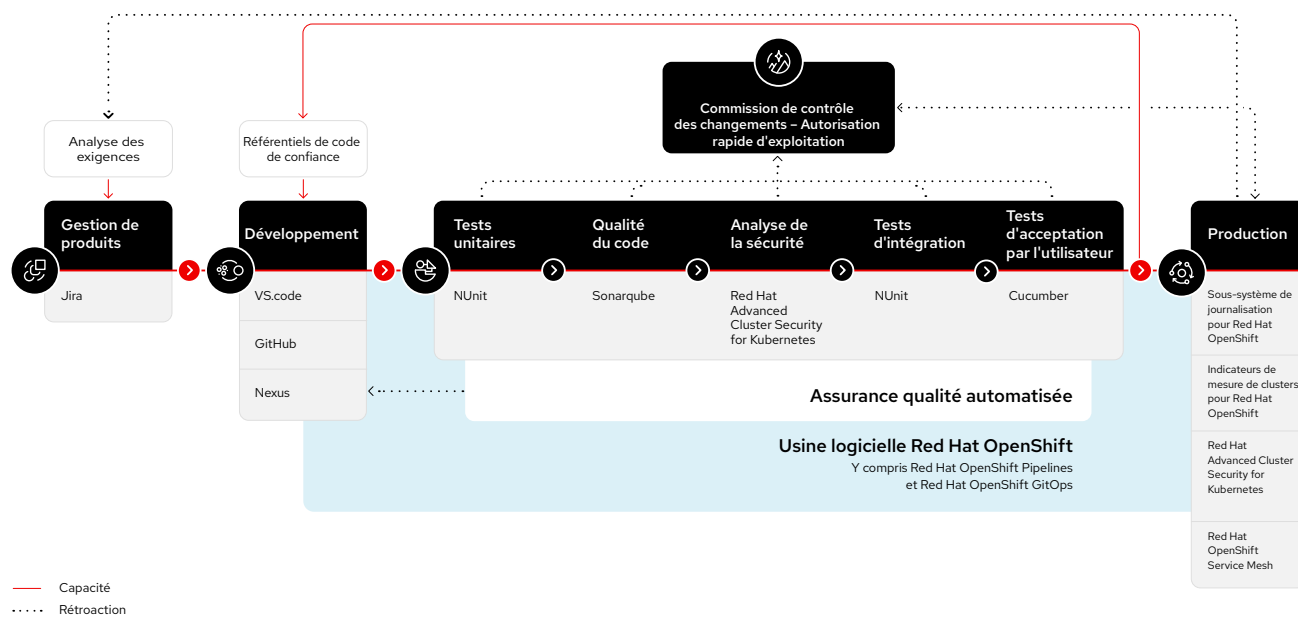 Commission de contrôle
des changements – Autorisation
rapide d'exploitation
Analyse des
exigences
Référentiels de code
de confiance
Gestion de
produits
Jira
Développement
VS.code
GitHub
Nexus
Tests
unitaires
NUnit
Qualité
du code
Sonarqube
Analyse de
la sécurité
Red Hat
Advanced
Cluster Security
for Kubernetes
Tests
d'intégration
NUnit
Tests
d'acceptation
par l'utilisateur
Cucumber
Production
Sous-système de
journalisation
pour Red Hat
OpenShift
Indicateurs de
mesure de clusters
pour Red Hat
OpenShift
Red Hat
Advanced Cluster
Security for
Kubernetes
Red Hat
OpenShift
Service Mesh
Assurance qualité automatisée
Usine logicielle Red Hat OpenShift
Y compris Red Hat OpenShift Pipelines
et Red Hat OpenShift GitOps
Capacité
Rétroaction